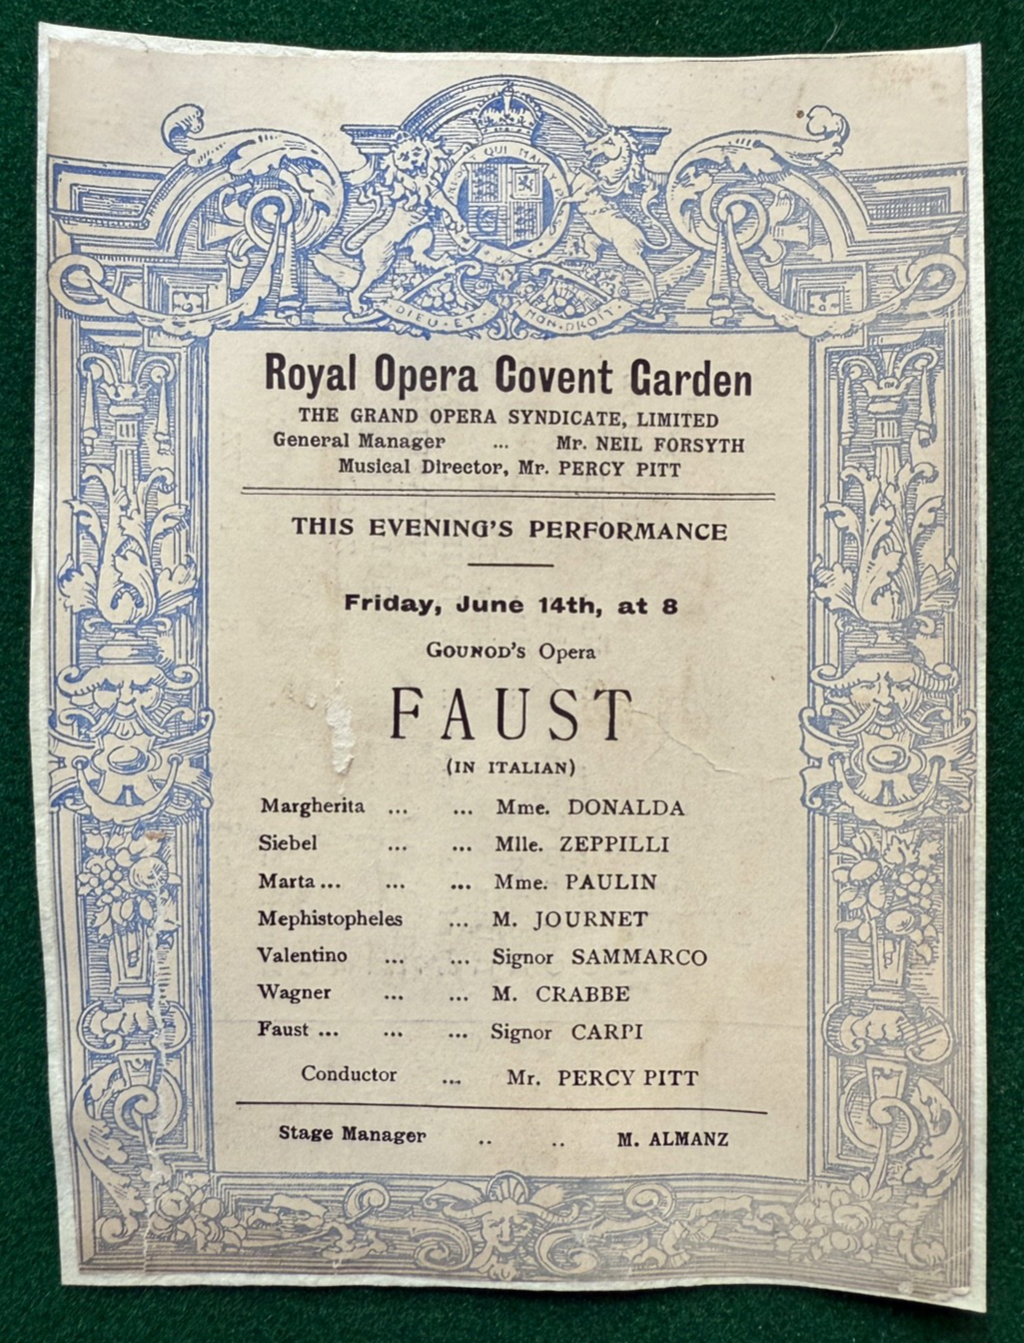 QUI MAL Y
DIEU · ET MON · DROIT
Royal Opera Covent Garden
THE GRAND OPERA SYNDICATE, LIMITED
General Manager ... Mr. NEIL FORSYTH
Musical Director, Mr. PERCY PITT
THIS EVENING'S PERFORMANCE
Friday, June 14th, at 8
GOUNOD'S Opera
FAUST
(IN ITALIAN)
Margherita ... ... Mme. DONALDA
Siebel ... ... Mlle. ZEPPILLI
Marta ... ... ... Mme. PAULIN
Mephistopheles ... M. JOURNET
Valentino ... ... Signor SAMMARCO
Wagner ... ... M. CRABBE
Faust ... ... ... Signor CARPI
Conductor ... Mr. PERCY PITT
Stage Manager .. .. M. ALMANZ